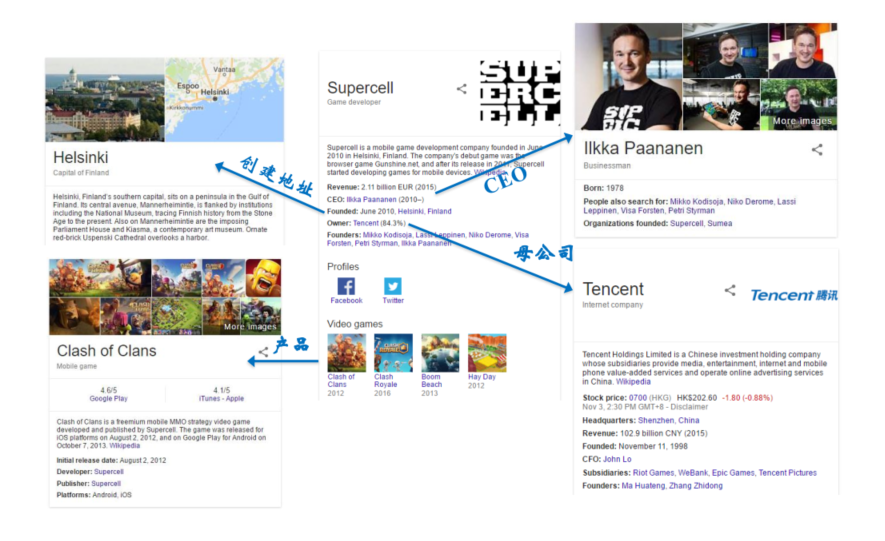 Vantaa
Espoo
Helsinki
Helsinki
Capital of Finland
Helsinki, Finland's southern capital, sits on a peninsula in the Gulf of
Finland. Its central avenue, Mannerheimintie, is flanked by institutions
including the National Museum, tracing Finnish history from the Stone
Age to the present. Also on Mannerheimintie are the imposing
Parliament House and Kiasma, a contemporary art museum. Ornate
red-brick Uspenski Cathedral overlooks a harbor.
创建地址
More images
Clash of Clans
Mobile game
4.6/5
Google Play
4.1/5
iTunes - Apple
Clash of Clans is a freemium mobile MMO strategy video game
developed and published by Supercell. The game was released for
iOS platforms on August 2, 2012, and on Google Play for Android on
October 7, 2013. Wikipedia
Initial release date: August 2, 2012
Developer: Supercell
Publisher: Supercell
Platforms: Android, iOS
产品
Supercell
Game developer
SUP
ERC
ELL
Supercell is a mobile game development company founded in June
2010 in Helsinki, Finland. The company's debut game was the
browser game Gunshine.net, and after its release in 2011, Supercell
started developing games for mobile devices. Wikipedia
Revenue: 2.11 billion EUR (2015)
CEO: Ilkka Paananen (2010–)
Founded: June 2010, Helsinki, Finland
Owner: Tencent (84.3%)
Founders: Mikko Kodisoja, Lassi Leppinen, Niko Derome, Visa
Forsten, Petri Styrman, Ilkka Paananen
Profiles
Facebook
Twitter
Video games
Clash of
Clans
2012
Clash
Royale
2016
Boom
Beach
2013
Hay Day
2012
CEO
母公司
More images
Ilkka Paananen
Businessman
Born: 1978
People also search for: Mikko Kodisoja, Niko Derome, Lassi
Leppinen, Visa Forsten, Petri Styrman
Organizations founded: Supercell, Sumea
Tencent
Internet company
Tencent 腾讯
Tencent Holdings Limited is a Chinese investment holding company
whose subsidiaries provide media, entertainment, internet and mobile
phone value-added services and operate online advertising services
in China. Wikipedia
Stock price: 0700 (HKG) HK$202.60 -1.80 (-0.88%)
Nov 3, 2:30 PM GMT+8 - Disclaimer
Headquarters: Shenzhen, China
Revenue: 102.9 billion CNY (2015)
Founded: November 11, 1998
CFO: John Lo
Subsidiaries: Riot Games, WeBank, Epic Games, Tencent Pictures
Founders: Ma Huateng, Zhang Zhidong